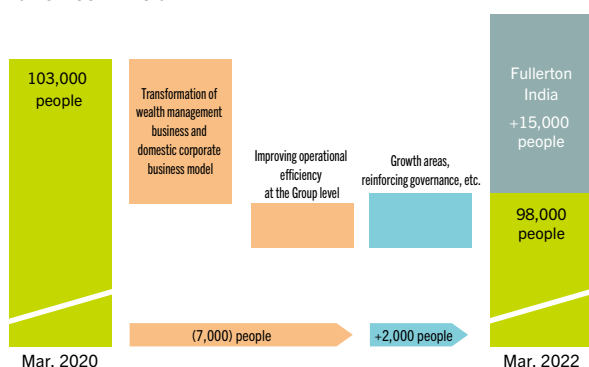 103,000
people
Transformation of
wealth management
business and
domestic corporate
business model
Improving operational
efficiency
at the Group level
Growth areas,
reinforcing governance, etc.
Fullerton
India
+15,000
people
98,000
people
(7,000) people
+2,000 people
Mar. 2020
Mar. 2022